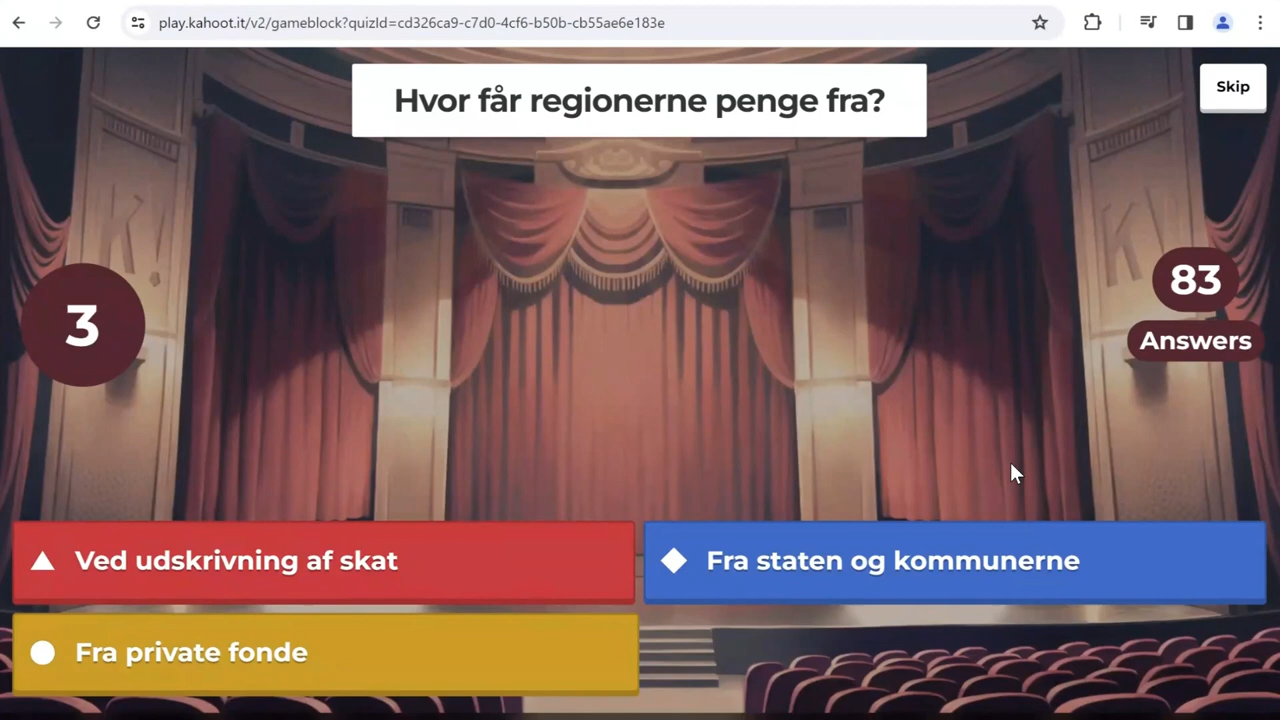 play.kahoot.it/v2/gameblock?quizId=cd326ca9-c7d0-4cf6-b50b-cb55ae6e183e
Hvor får regionerne penge fra?
Skip
K!
K!
3
83
Answers
Ved udskrivning af skat
Fra staten og kommunerne
Fra private fonde